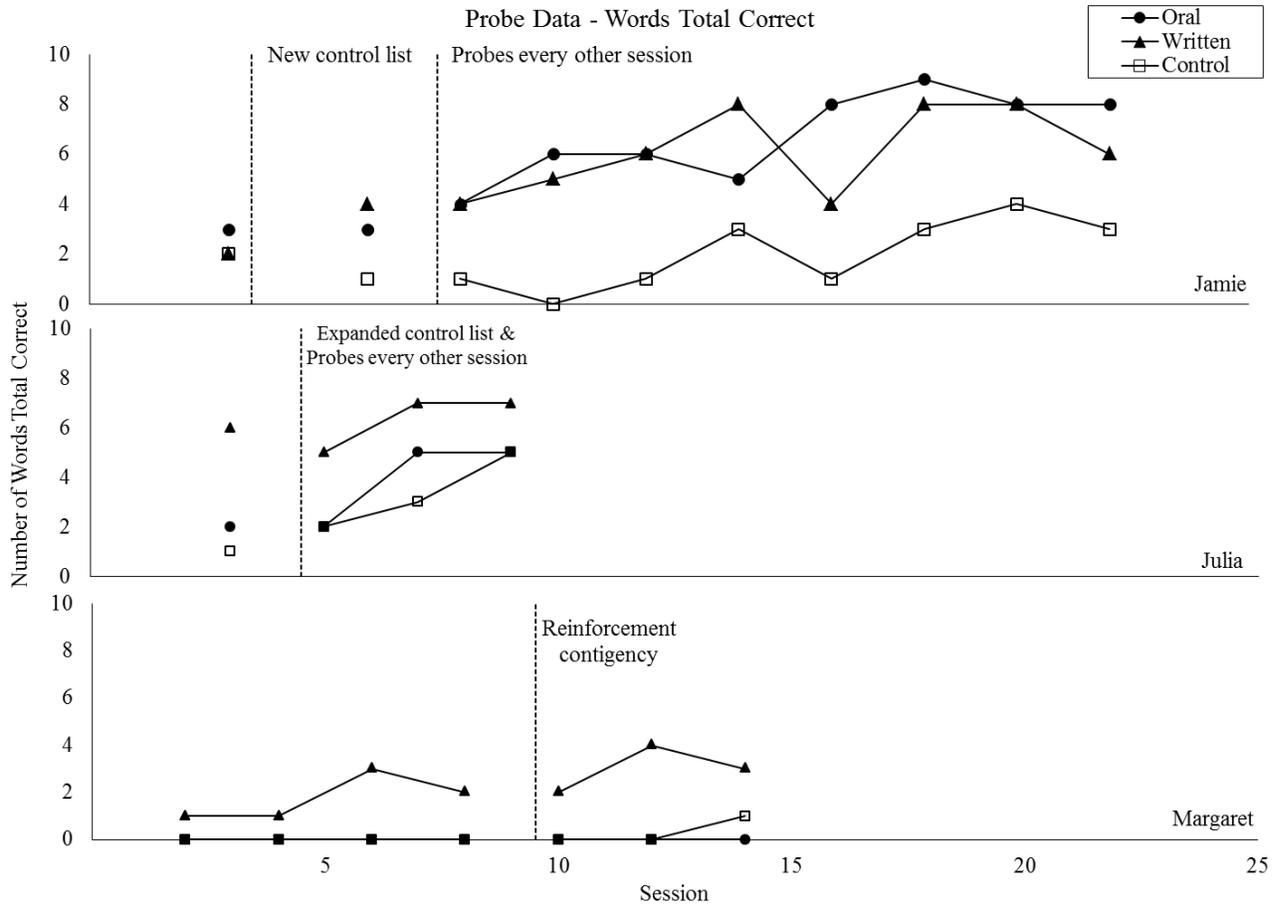 Probe Data - Words Total Correct
Oral
Written
Control
10
8
6
4
2
0
New control list
Probes every other session
Jamie
Number of Words Total Correct
10
8
6
4
2
0
Expanded control list &
Probes every other session
Julia
10
8
6
4
2
0
Reinforcement
contigency
Margaret
5 10 15 20 25
Session